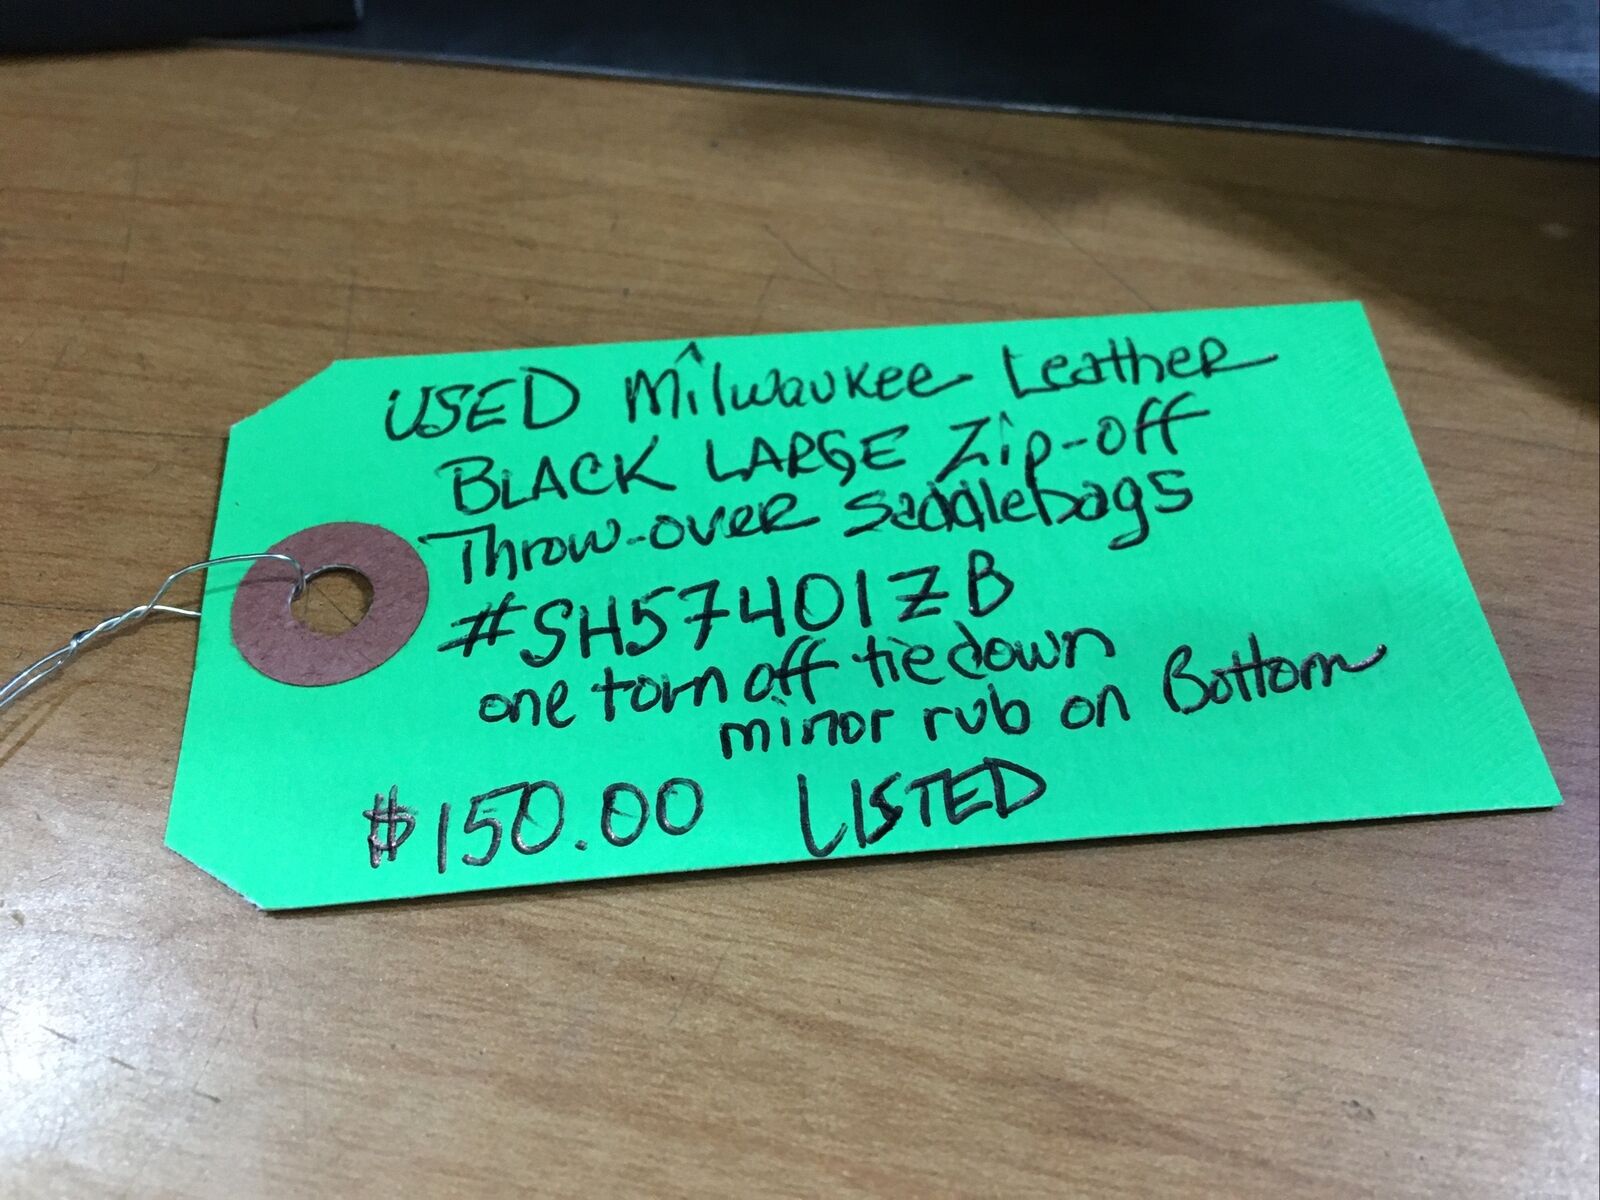 USED Milwaukee Leather
BLACK LARGE Zip-off
Throw-over saddlebags
#SH57401ZB
one torn off tie down
minor rub on Bottom
$150.00 LISTED